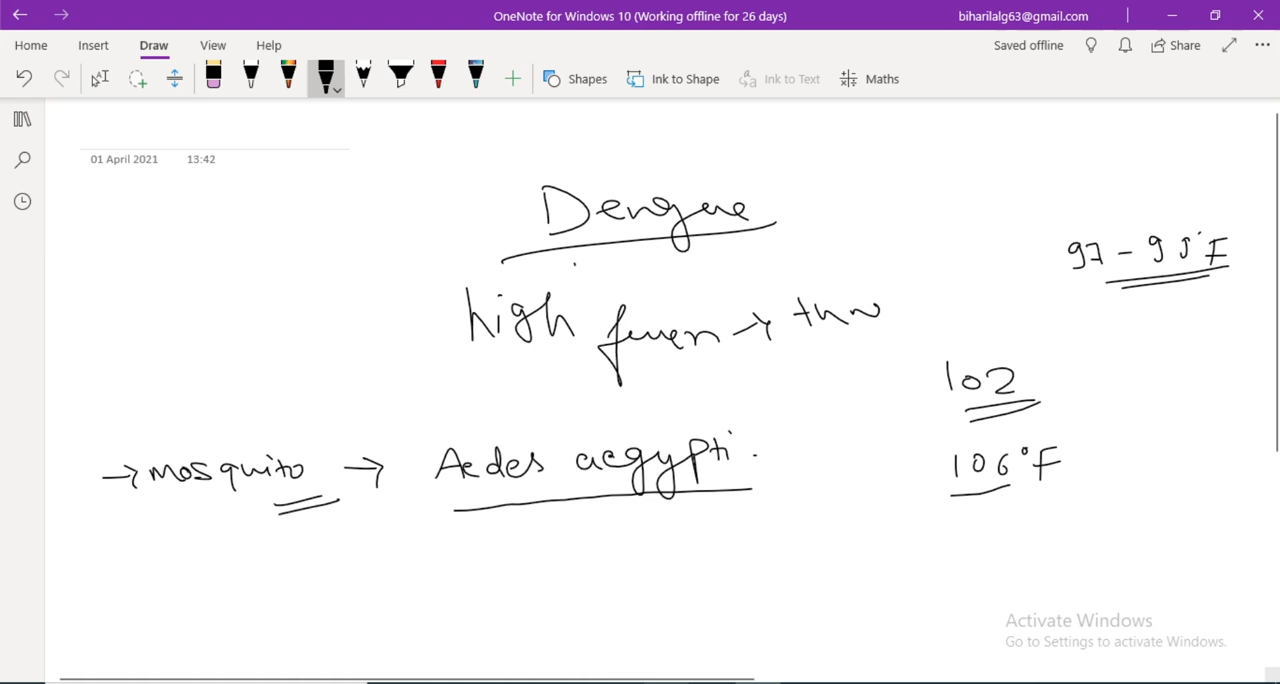 OneNote for Windows 10 (Working offline for 26 days)
biharilalg63@gmail.com
Home Insert Draw View Help
Saved offline Share
Shapes Ink to Shape Ink to Text Maths
01 April 2021 13:42
Dengue
97 - 98°F
high fever →
102
→ mosquito → Aedes aegypti.
106°F
Activate Windows
Go to Settings to activate Windows.